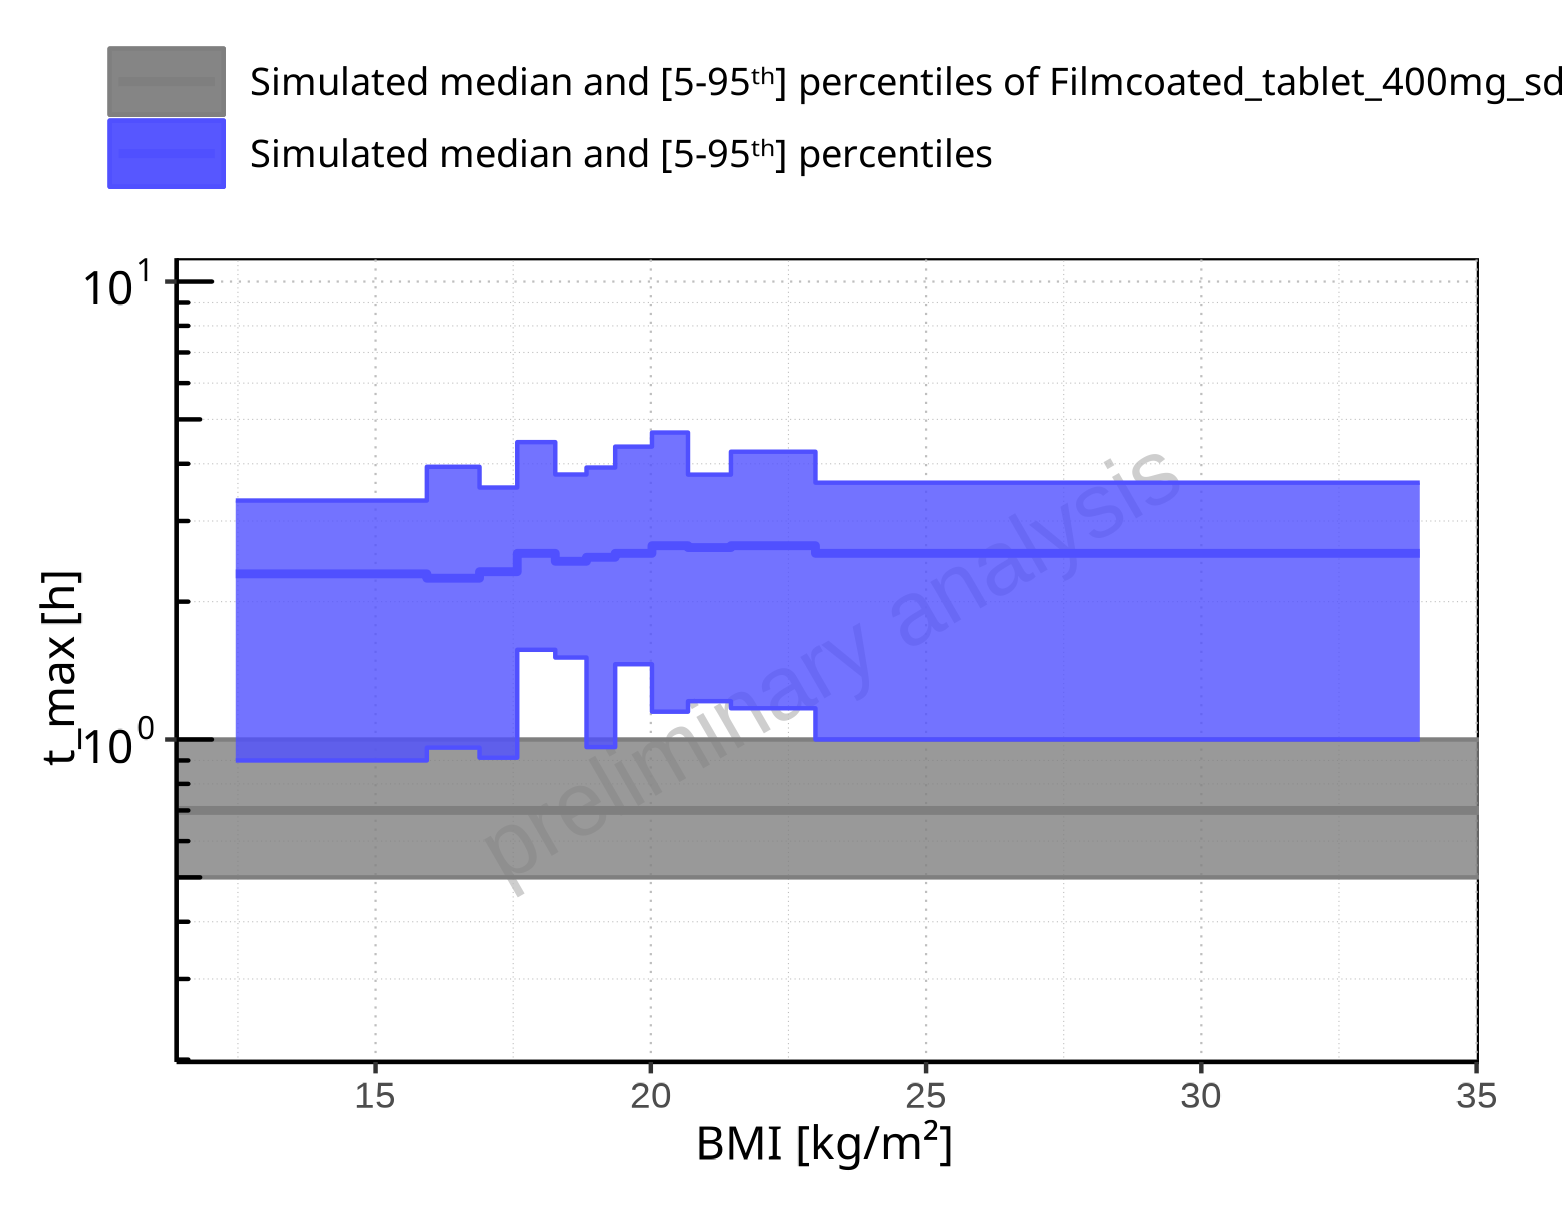 Simulated median and [5-95ᵗʰ] percentiles of Filmcoated_tablet_400mg_sd
Simulated median and [5-95ᵗʰ] percentiles
10¹
10⁰
t_max [h]
preliminary analysis
15 20 25 30 35
BMI [kg/m²]